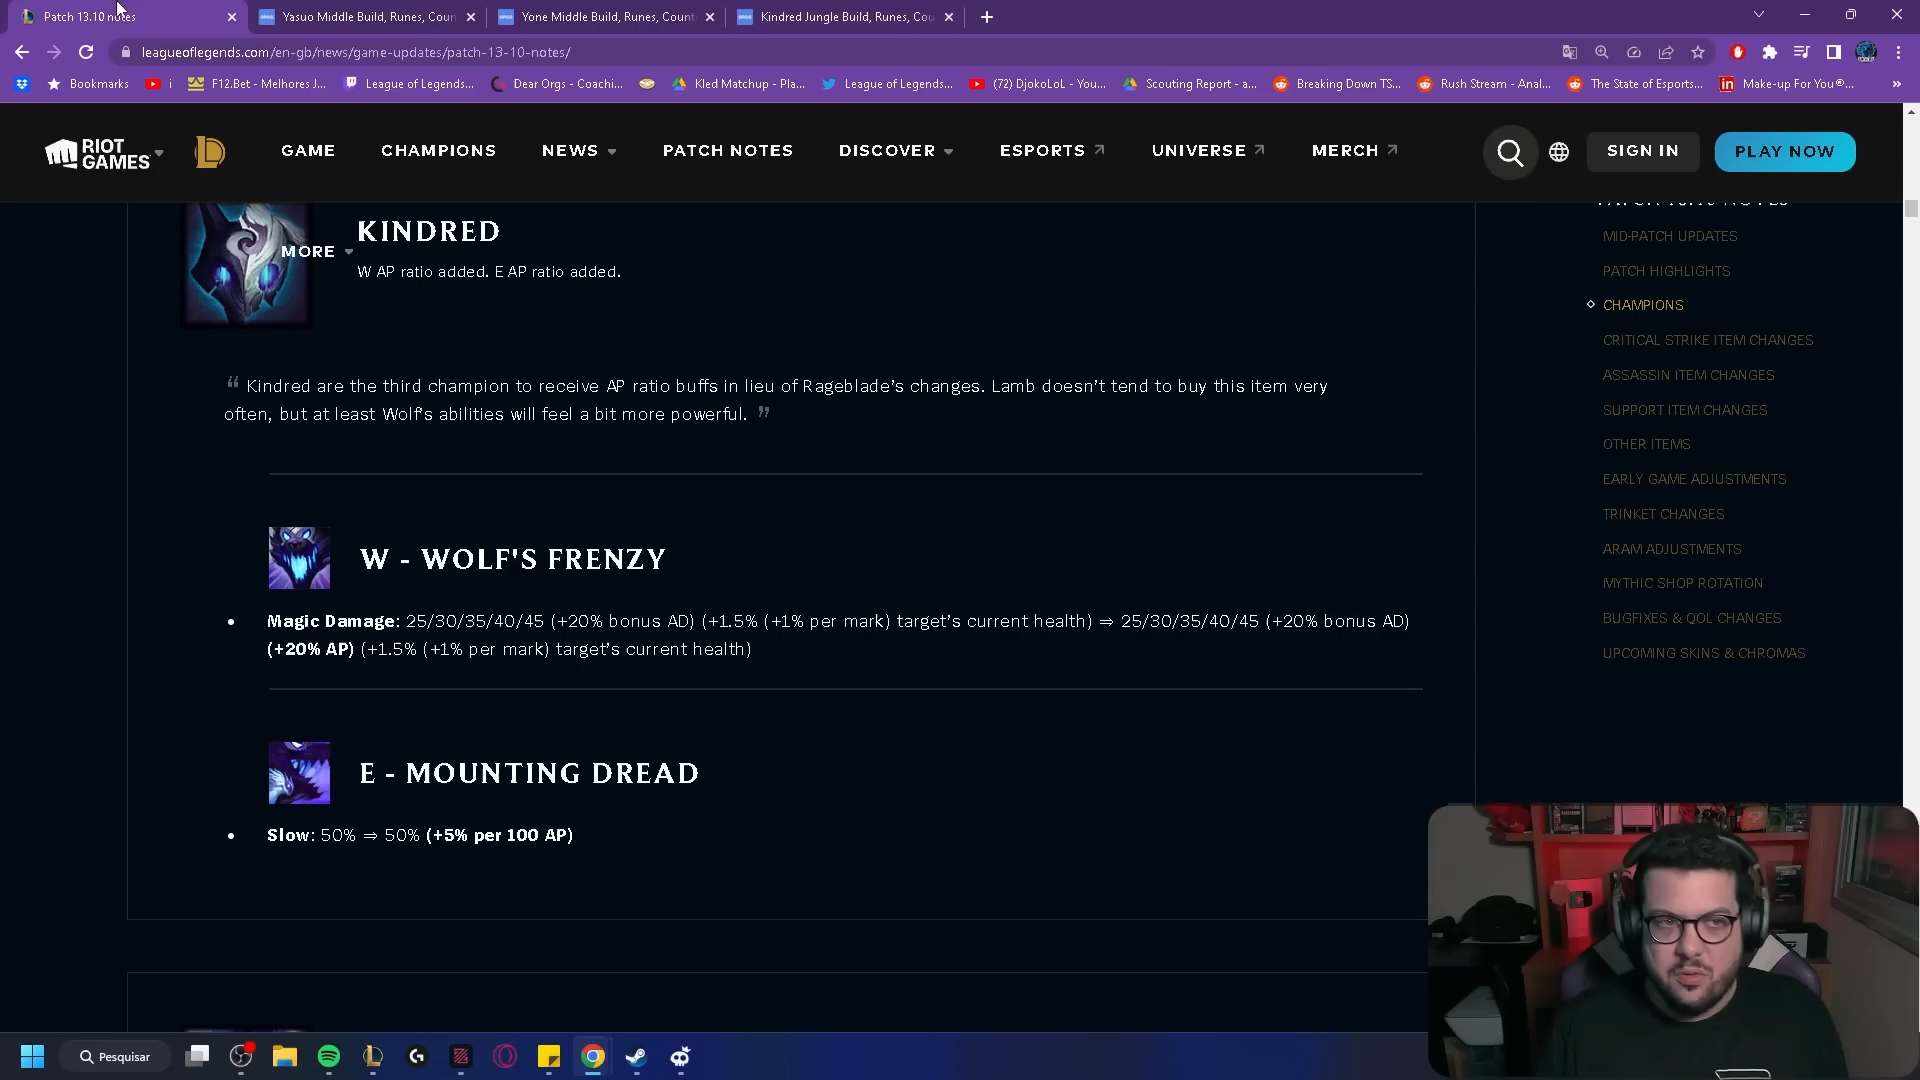 Patch 13.10 notes
Yasuo Middle Build, Runes, Coun
Yone Middle Build, Runes, Count
Kindred Jungle Build, Runes, Cou
leagueoflegends.com/en-gb/news/game-updates/patch-13-10-notes/
Bookmarks
i
F12.Bet - Melhores J...
League of Legends...
Dear Orgs - Coachi...
Kled Matchup - Pla...
League of Legends...
(72) DjokoLoL - You...
Scouting Report - a...
Breaking Down TS...
Rush Stream - Anal...
The State of Esports...
Make-up For You®...
RIOT GAMES
GAME
CHAMPIONS
NEWS
PATCH NOTES
DISCOVER
ESPORTS
UNIVERSE
MERCH
SIGN IN
PLAY NOW
MORE
KINDRED
W AP ratio added. E AP ratio added.
“ Kindred are the third champion to receive AP ratio buffs in lieu of Rageblade’s changes. Lamb doesn’t tend to buy this item very
often, but at least Wolf’s abilities will feel a bit more powerful. ”
W - WOLF'S FRENZY
• Magic Damage: 25/30/35/40/45 (+20% bonus AD) (+1.5% (+1% per mark) target’s current health) ⇒ 25/30/35/40/45 (+20% bonus AD)
(+20% AP) (+1.5% (+1% per mark) target’s current health)
E - MOUNTING DREAD
• Slow: 50% ⇒ 50% (+5% per 100 AP)
PATCH 13.10 NOTES
MID-PATCH UPDATES
PATCH HIGHLIGHTS
CHAMPIONS
CRITICAL STRIKE ITEM CHANGES
ASSASSIN ITEM CHANGES
SUPPORT ITEM CHANGES
OTHER ITEMS
EARLY GAME ADJUSTMENTS
TRINKET CHANGES
ARAM ADJUSTMENTS
MYTHIC SHOP ROTATION
BUGFIXES & QOL CHANGES
UPCOMING SKINS & CHROMAS
Pesquisar